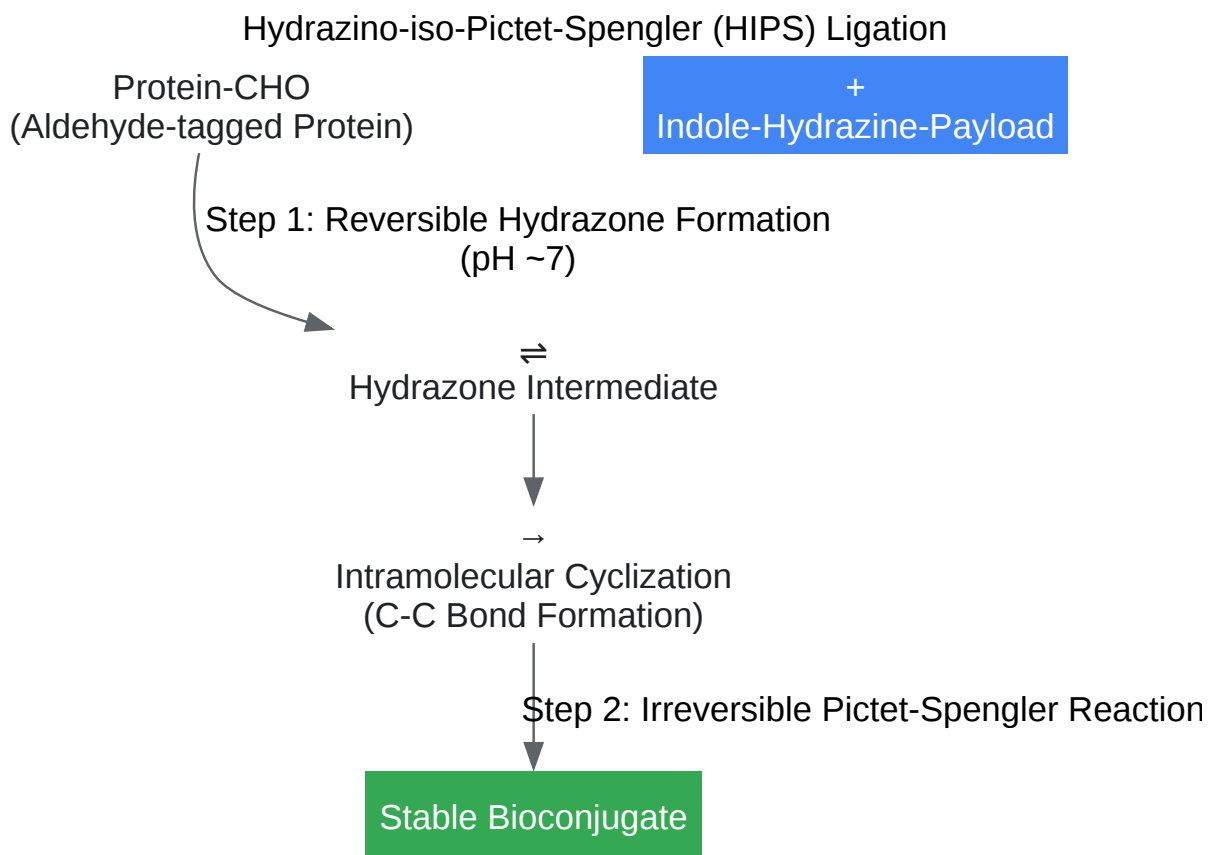 Hydrazino-iso-Pictet-Spengler (HIPS) Ligation
Protein-CHO
(Aldehyde-tagged Protein)
+
Indole-Hydrazine-Payload
Step 1: Reversible Hydrazone Formation
(pH ~7)
⇌
Hydrazone Intermediate
→
Intramolecular Cyclization
(C-C Bond Formation)
Step 2: Irreversible Pictet-Spengler Reaction
Stable Bioconjugate